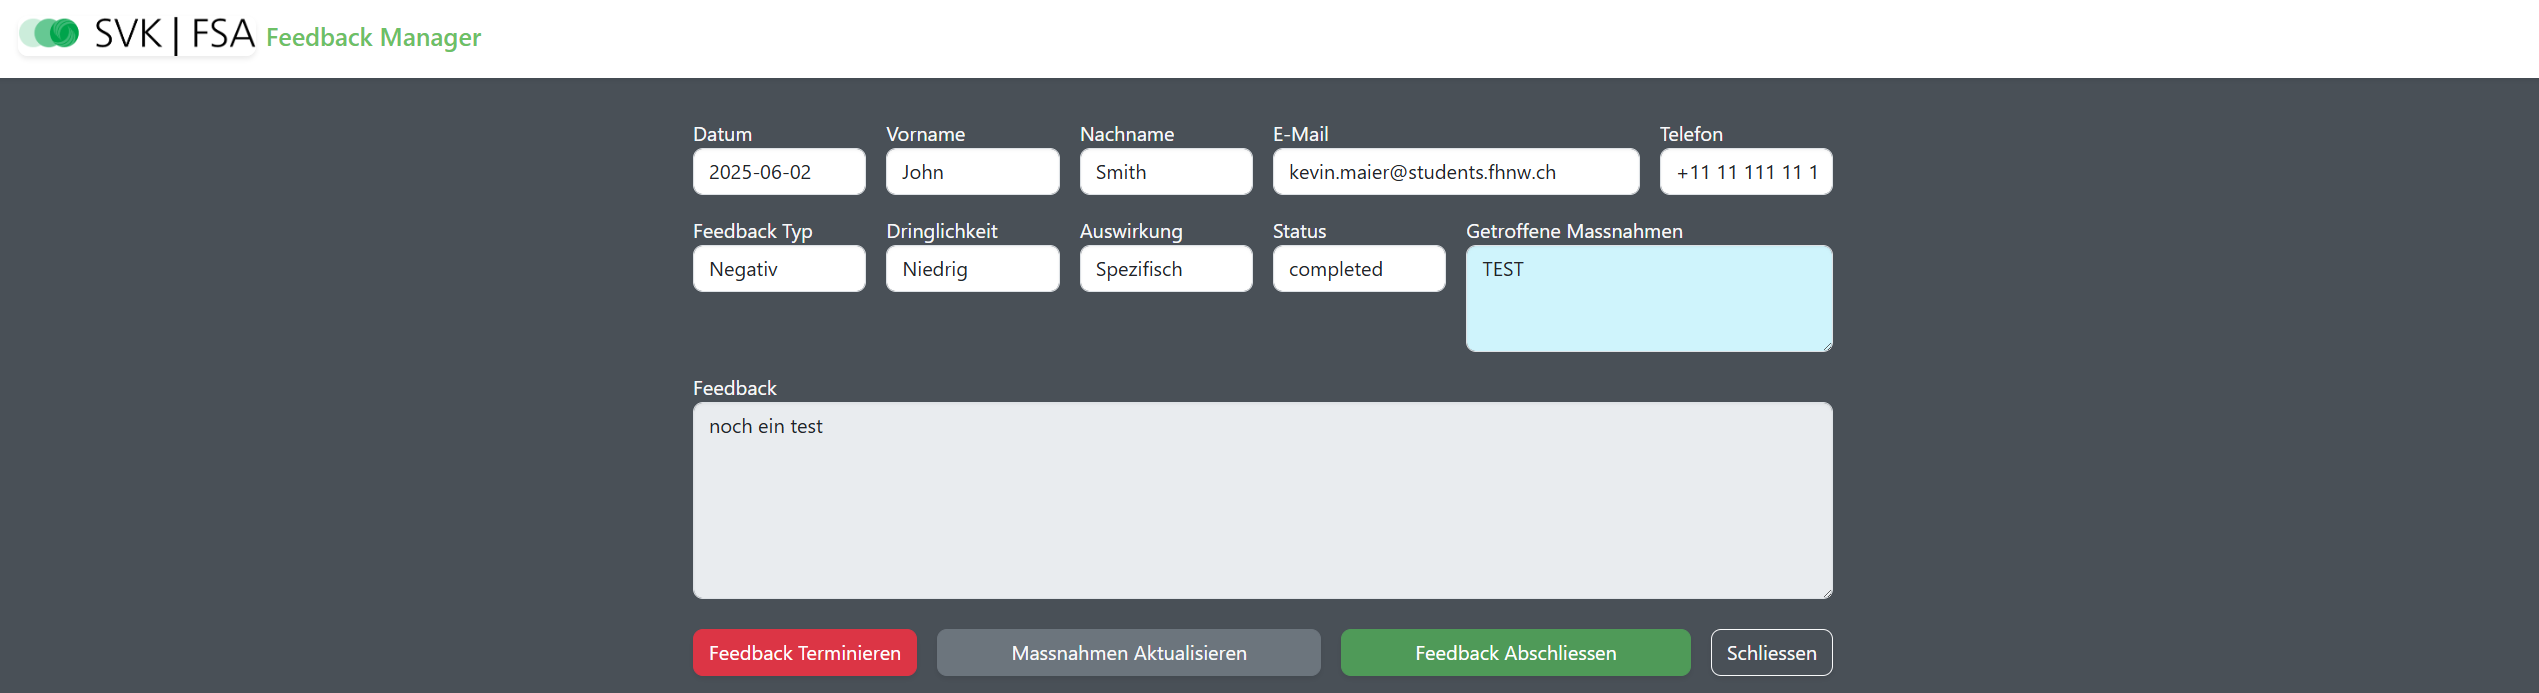 SVK | FSA Feedback Manager
Datum Vorname Nachname E-Mail Telefon
2025-06-02 John Smith kevin.maier@students.fhnw.ch +11 11 111 11 1
Feedback Typ Dringlichkeit Auswirkung Status Getroffene Massnahmen
Negativ Niedrig Spezifisch completed TEST
Feedback
noch ein test
Feedback Terminieren Massnahmen Aktualisieren Feedback Abschliessen Schliessen